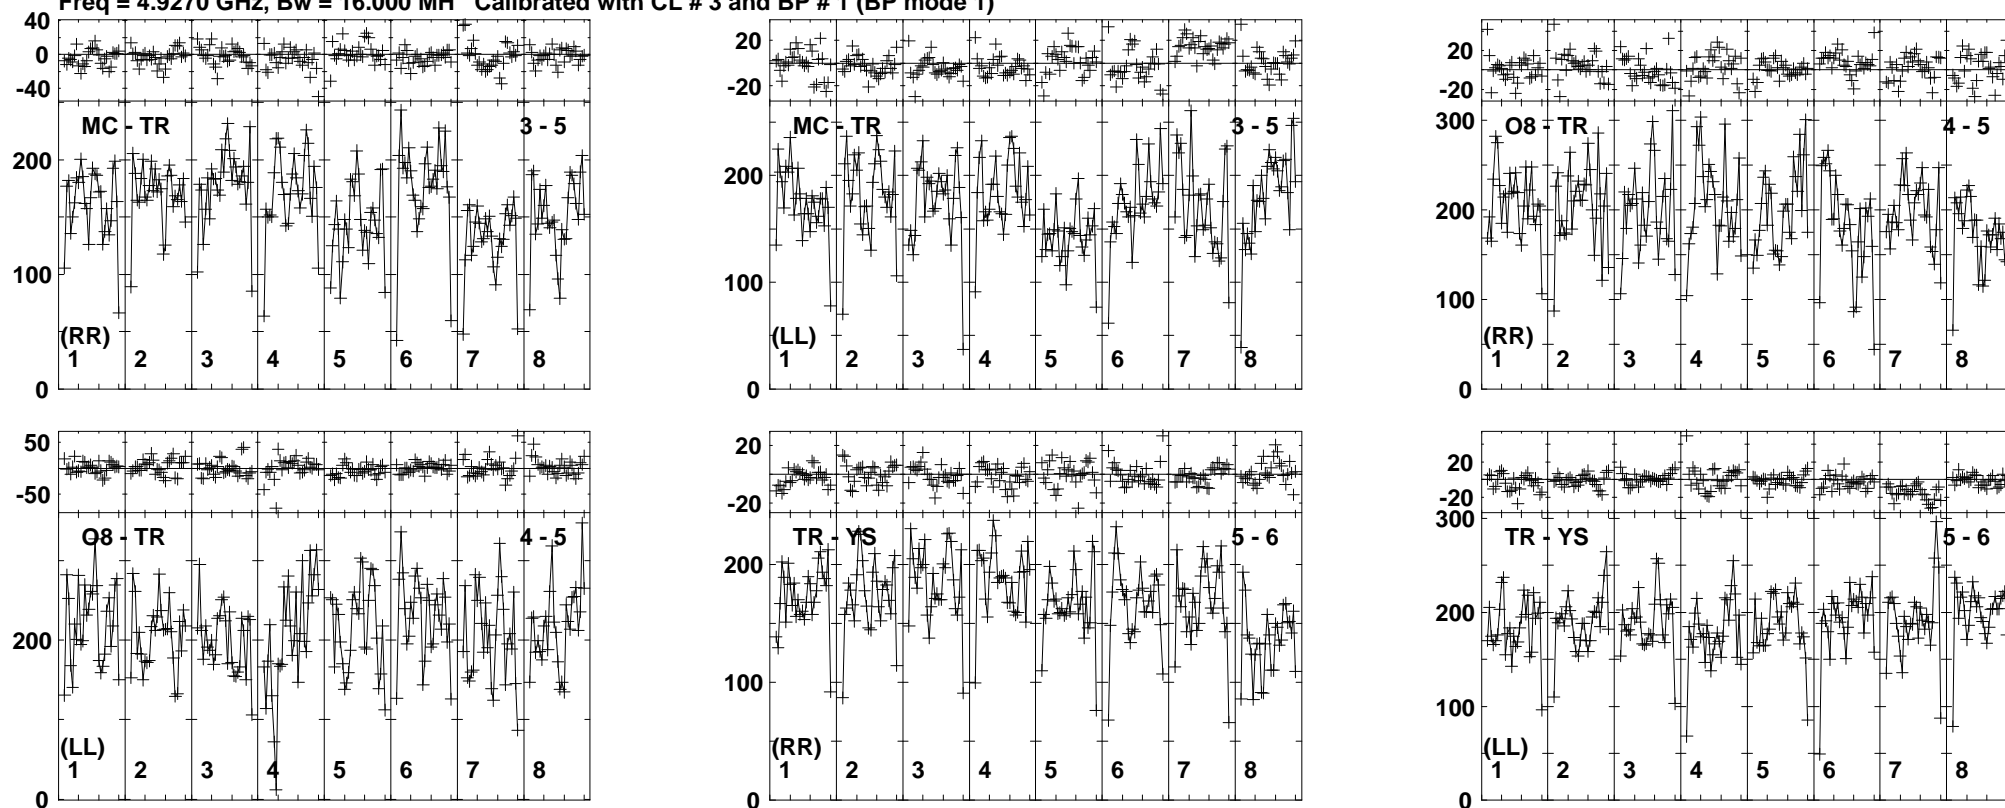 Freq = 4.9270 GHz, Bw = 16.000 MH Calibrated with CL # 3 and BP # 1 (BP mode 1)
40
0
-40
MC - TR 3 - 5
200
100
(RR)
1 2 3 4 5 6 7 8
0
20
-20
MC - TR 3 - 5
200
100
(LL)
1 2 3 4 5 6 7 8
0
20
-20
300
O8 - TR 4 - 5
200
100
(RR)
1 2 3 4 5 6 7 8
0
50
-50
O8 - TR 4 - 5
200
(LL)
1 2 3 4 5 6 7 8
0
20
-20
TR - YS 5 - 6
200
100
(RR)
1 2 3 4 5 6 7 8
0
20
-20
300
TR - YS 5 - 6
200
100
(LL)
1 2 3 4 5 6 7 8
0